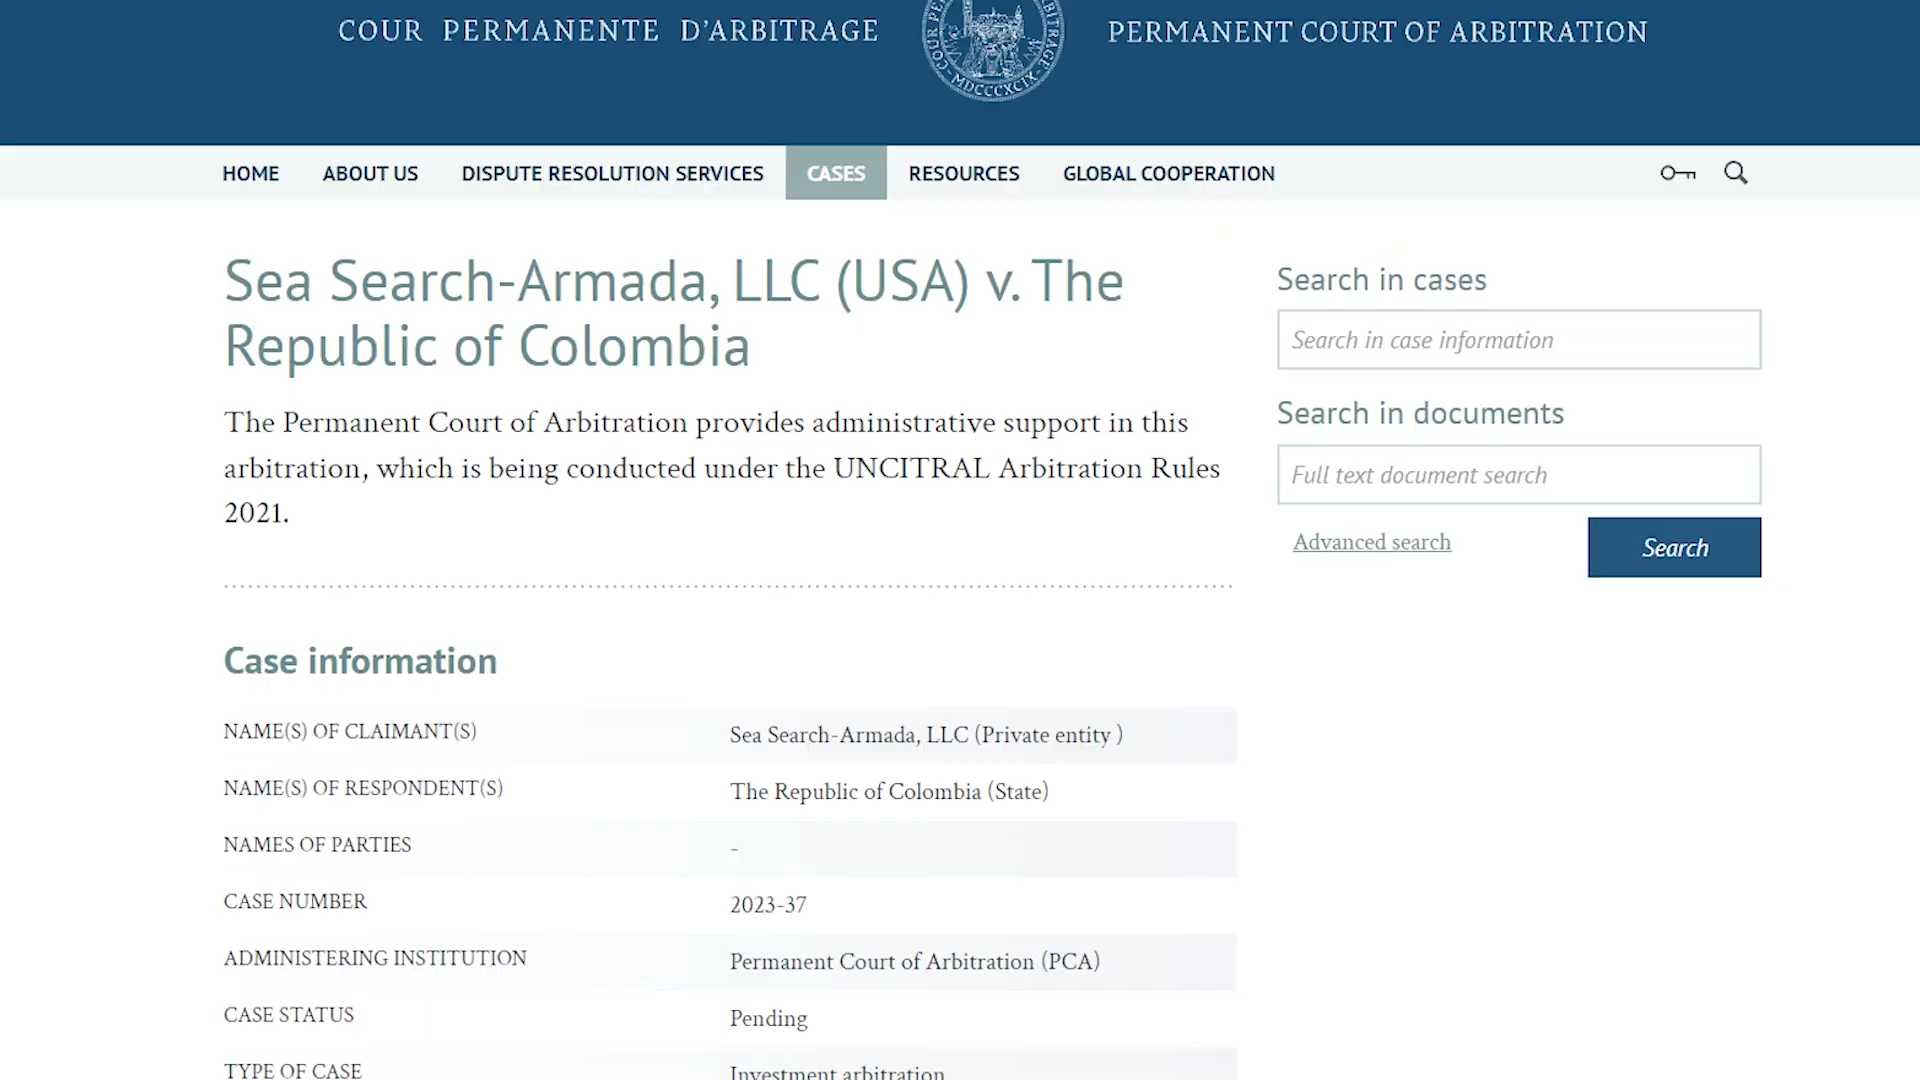 COUR PERMANENTE D'ARBITRAGE
PERMANENT COURT OF ARBITRATION
MDCCCXCIX
HOME
ABOUT US
DISPUTE RESOLUTION SERVICES
CASES
RESOURCES
GLOBAL COOPERATION
Sea Search-Armada, LLC (USA) v. The
Republic of Colombia
The Permanent Court of Arbitration provides administrative support in this
arbitration, which is being conducted under the UNCITRAL Arbitration Rules
2021.
Search in cases
Search in case information
Search in documents
Full text document search
Advanced search
Search
Case information
NAME(S) OF CLAIMANT(S)
Sea Search-Armada, LLC (Private entity )
NAME(S) OF RESPONDENT(S)
The Republic of Colombia (State)
NAMES OF PARTIES
-
CASE NUMBER
2023-37
ADMINISTERING INSTITUTION
Permanent Court of Arbitration (PCA)
CASE STATUS
Pending
TYPE OF CASE
Investment arbitration